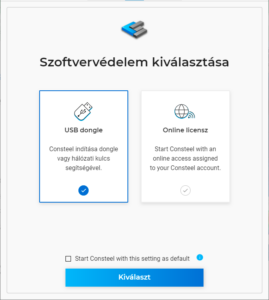 Szoftvervédelem kiválasztása
USB dongle
Consteel indítása dongle
vagy hálózati kulcs
segítségével.
Online licensz
Start Consteel with an
online access assigned
to your Consteel account.
Start Consteel with this setting as default
Kiválaszt